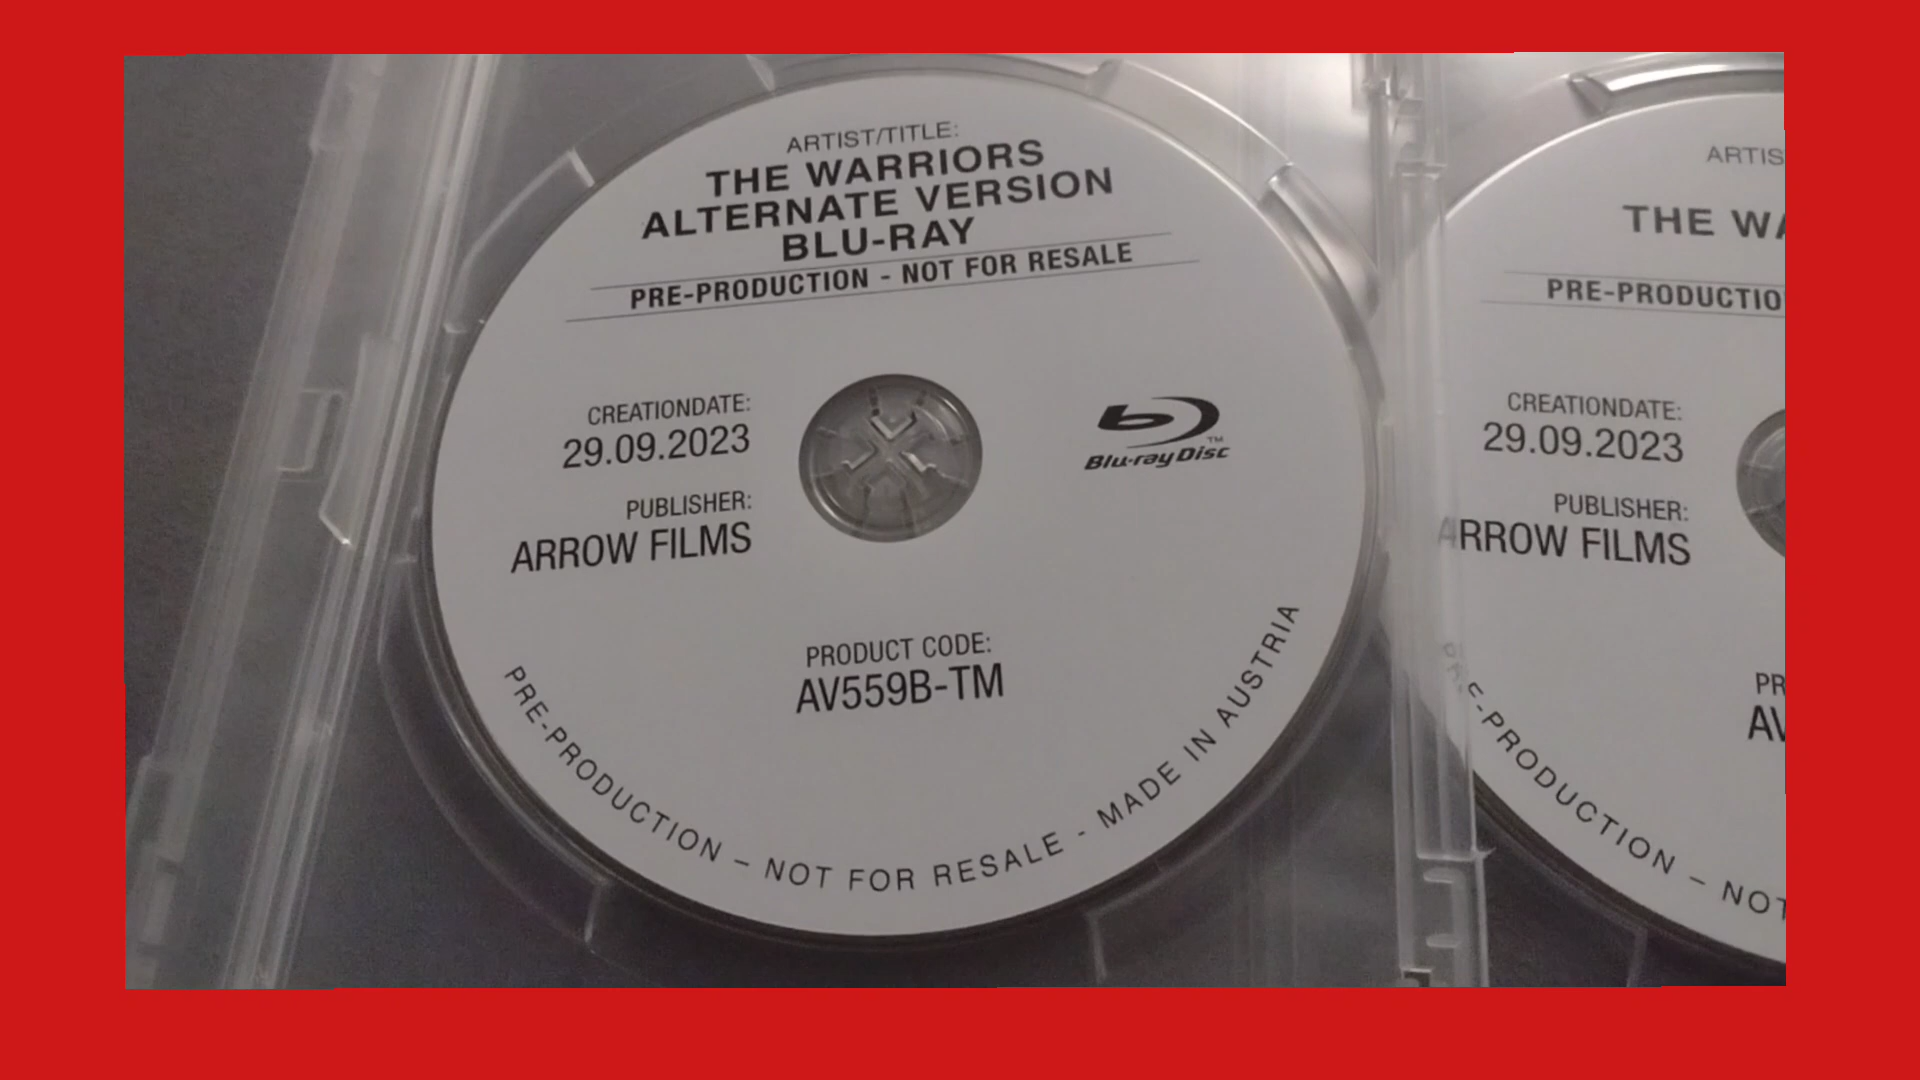 ARTIST/TITLE:
THE WARRIORS
ALTERNATE VERSION
BLU-RAY
PRE-PRODUCTION - NOT FOR RESALE
CREATIONDATE:
29.09.2023
PUBLISHER:
ARROW FILMS
Blu-ray Disc
TM
PRODUCT CODE:
AV559B-TM
PRE-PRODUCTION – NOT FOR RESALE - MADE IN AUSTRIA
ARTIS
THE WA
PRE-PRODUCTIO
CREATIONDATE:
29.09.2023
PUBLISHER:
ARROW FILMS
PR
AV
E-PRODUCTION – NOT